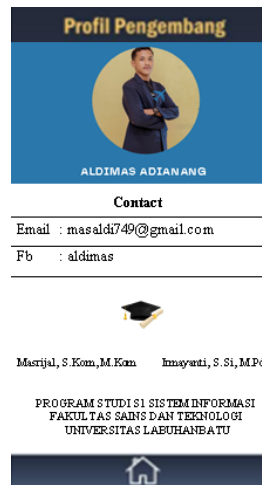 Profil Pengembang
ALDIMAS ADIANANG
Contact
Email : masaldi749@gmail.com
Fb : aldimas
Masrijal, S.Kom,M.Kom Irmayanti, S.Si, M.Pd
PROGRAM STUDI S1 SISTEM INFORMASI
FAKULTAS SAINS DAN TEKNOLOGI
UNIVERSITAS LABUHANBATU